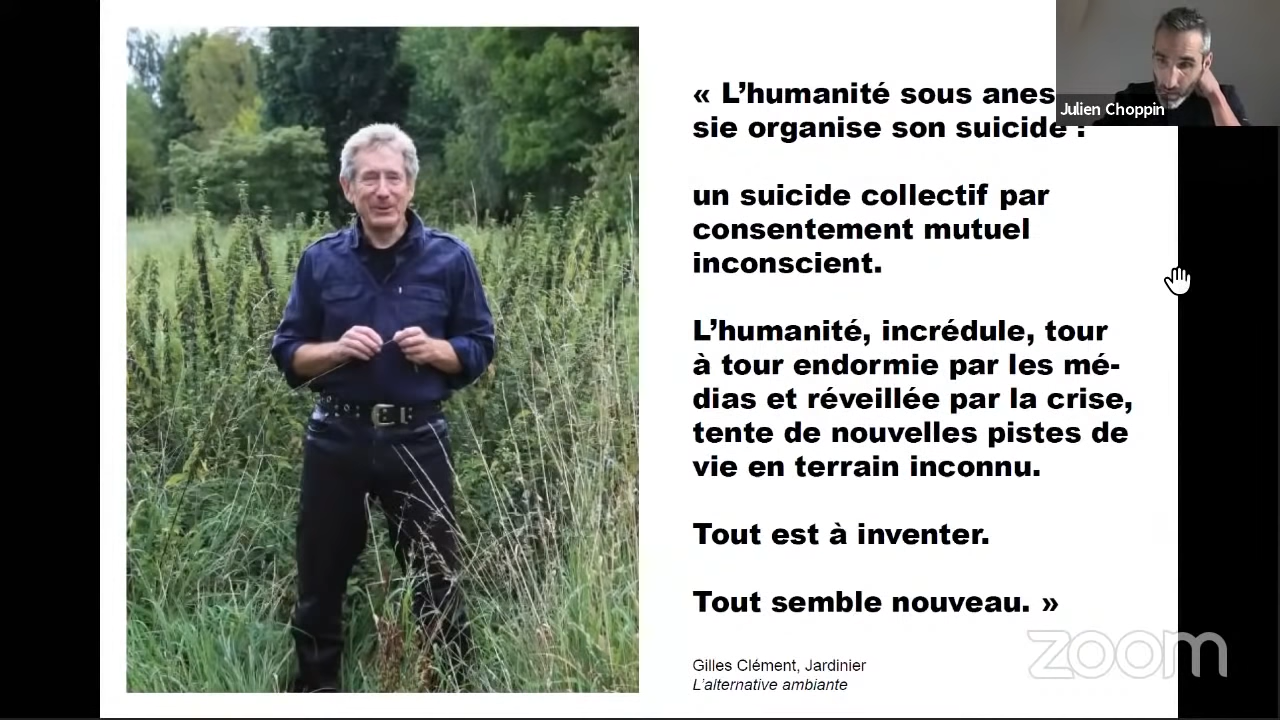 « L’humanité sous anes
sie organise son suicide :
un suicide collectif par
consentement mutuel
inconscient.
L’humanité, incrédule, tour
à tour endormie par les mé-
dias et réveillée par la crise,
tente de nouvelles pistes de
vie en terrain inconnu.
Tout est à inventer.
Tout semble nouveau. »
Gilles Clément, Jardinier
L’alternative ambiante
Julien Choppin
zoom